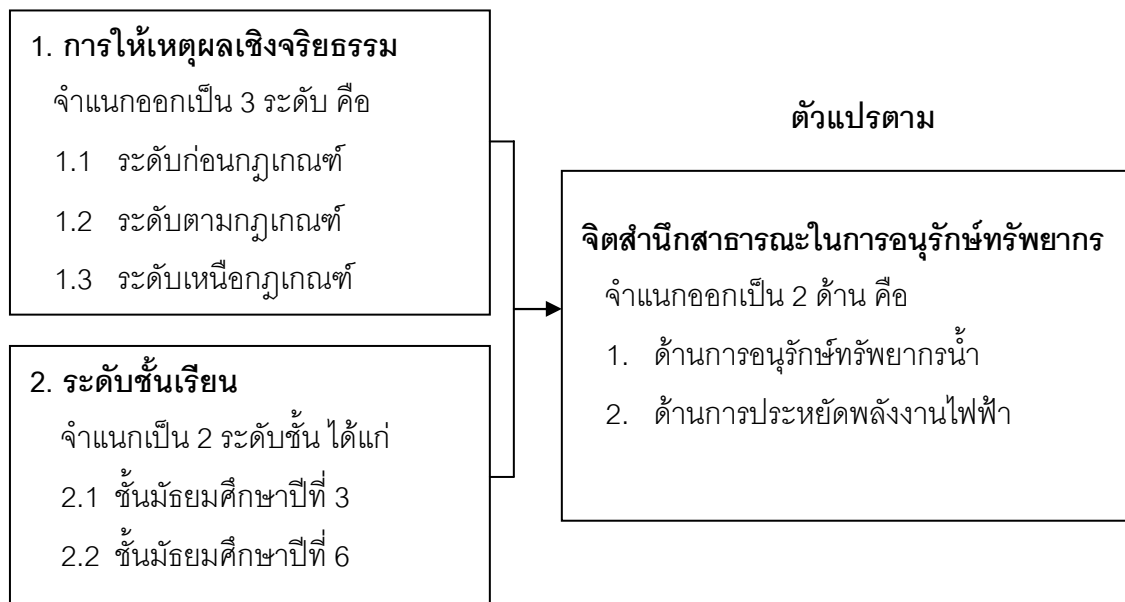 1. การให้เหตุผลเชิงจริยธรรม
จำแนกออกเป็น 3 ระดับ คือ
1.1 ระดับก่อนกฎเกณฑ์
1.2 ระดับตามกฎเกณฑ์
1.3 ระดับเหนือกฎเกณฑ์
2. ระดับชั้นเรียน
จำแนกเป็น 2 ระดับชั้น ได้แก่
2.1 ชั้นมัธยมศึกษาปีที่ 3
2.2 ชั้นมัธยมศึกษาปีที่ 6
ตัวแปรตาม
จิตสำนึกสาธารณะในการอนุรักษ์ทรัพยากร
จำแนกออกเป็น 2 ด้าน คือ
1. ด้านการอนุรักษ์ทรัพยากรน้ำ
2. ด้านการประหยัดพลังงานไฟฟ้า